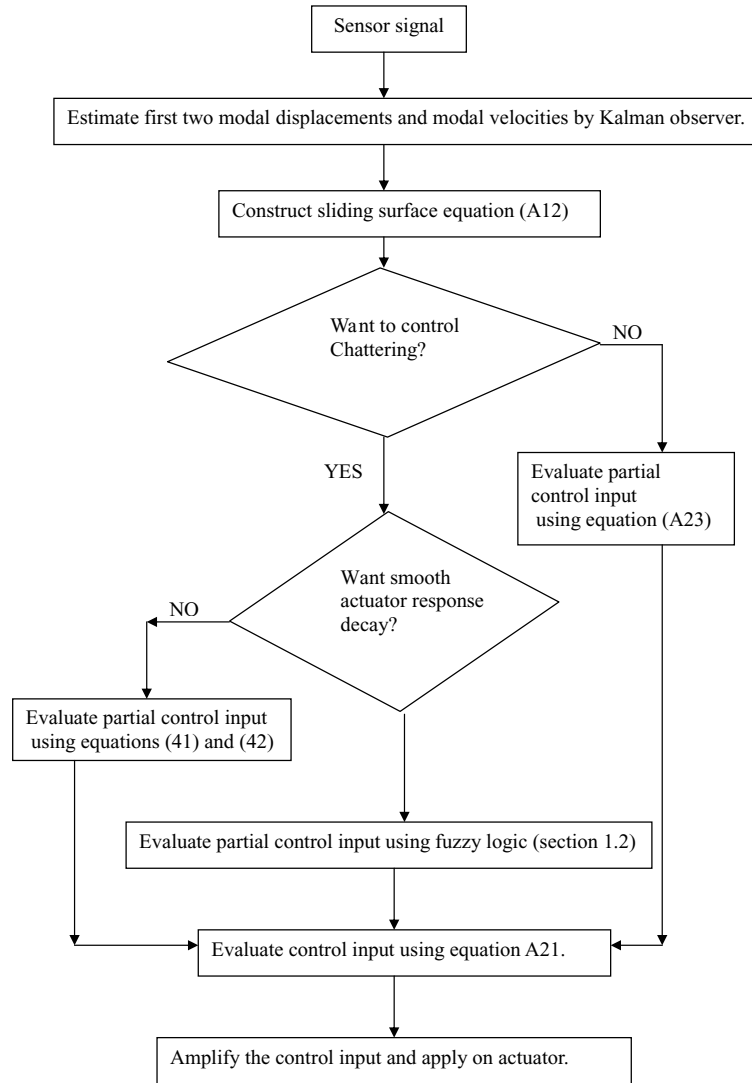 Sensor signal
Estimate first two modal displacements and modal velocities by Kalman observer.
Construct sliding surface equation (A12)
Want to control
Chattering?
NO
YES
Evaluate partial
control input
using equation (A23)
Want smooth
actuator response
decay?
NO
Evaluate partial control input
using equations (41) and (42)
Evaluate partial control input using fuzzy logic (section 1.2)
Evaluate control input using equation A21.
Amplify the control input and apply on actuator.